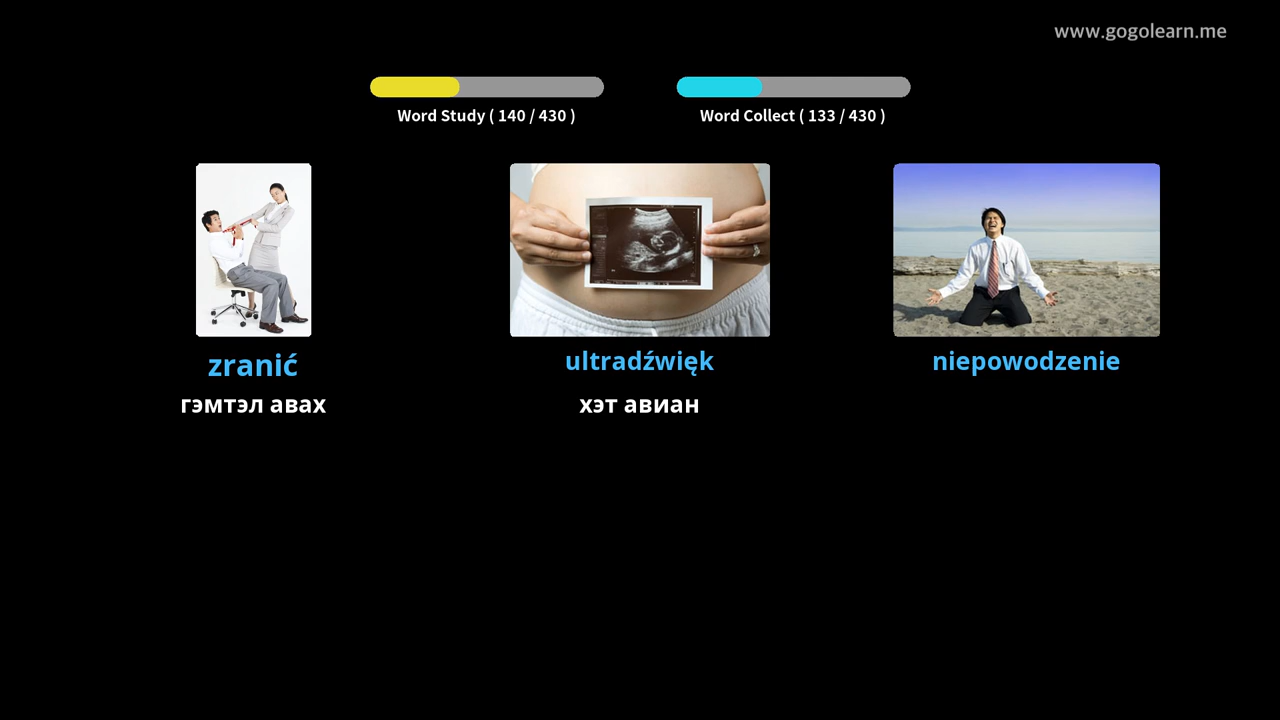 www.gogolearn.me
Word Study ( 140 / 430 )
Word Collect ( 133 / 430 )
zranić
ultradźwięk
niepowodzenie
гэмтэл авах
хэт авиан